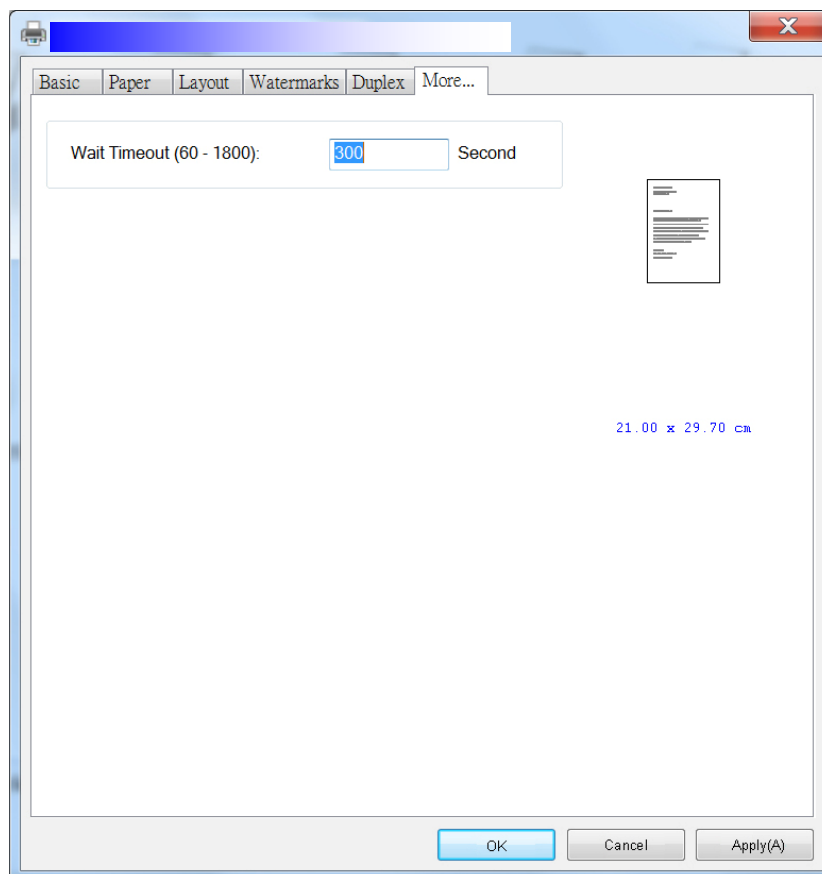 Basic Paper Layout Watermarks Duplex More...
Wait Timeout (60 - 1800): 300 Second
21.00 x 29.70 cm
OK Cancel Apply(A)